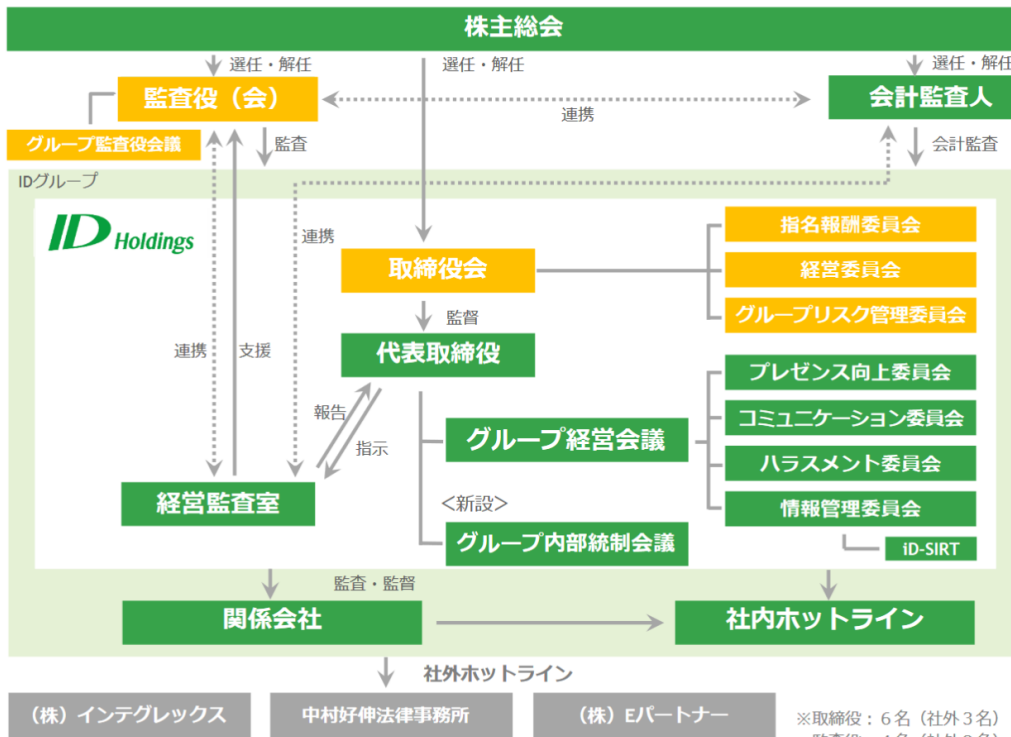 株主総会
選任・解任
選任・解任
選任・解任
監査役（会）
会計監査人
連携
グループ監査役会議
監査
会計監査
IDグループ
ID Holdings
連携
指名報酬委員会
取締役会
経営委員会
グループリスク管理委員会
監督
連携
支援
代表取締役
プレゼンス向上委員会
報告
コミュニケーション委員会
指示
グループ経営会議
ハラスメント委員会
経営監査室
＜新設＞
情報管理委員会
グループ内部統制会議
iD-SIRT
監査・監督
関係会社
社内ホットライン
社外ホットライン
（株）インテグレックス
中村好伸法律事務所
（株）Eパートナー
※取締役：６名（社外３名）